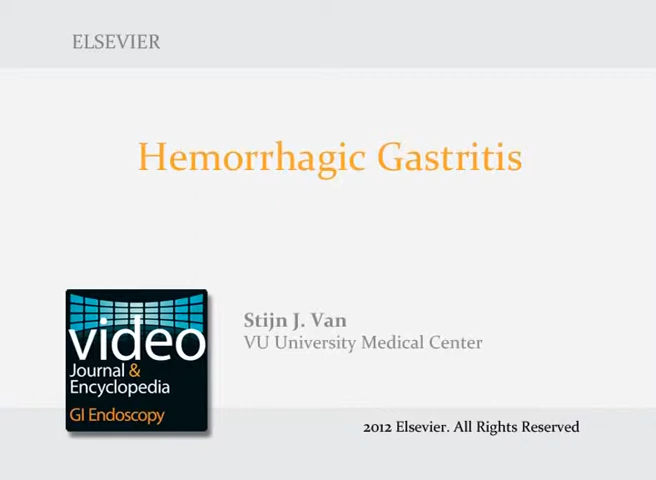 ELSEVIER
Hemorrhagic Gastritis
video
Journal &
Encyclopedia
GI Endoscopy
Stijn J. Van
VU University Medical Center
2012 Elsevier. All Rights Reserved